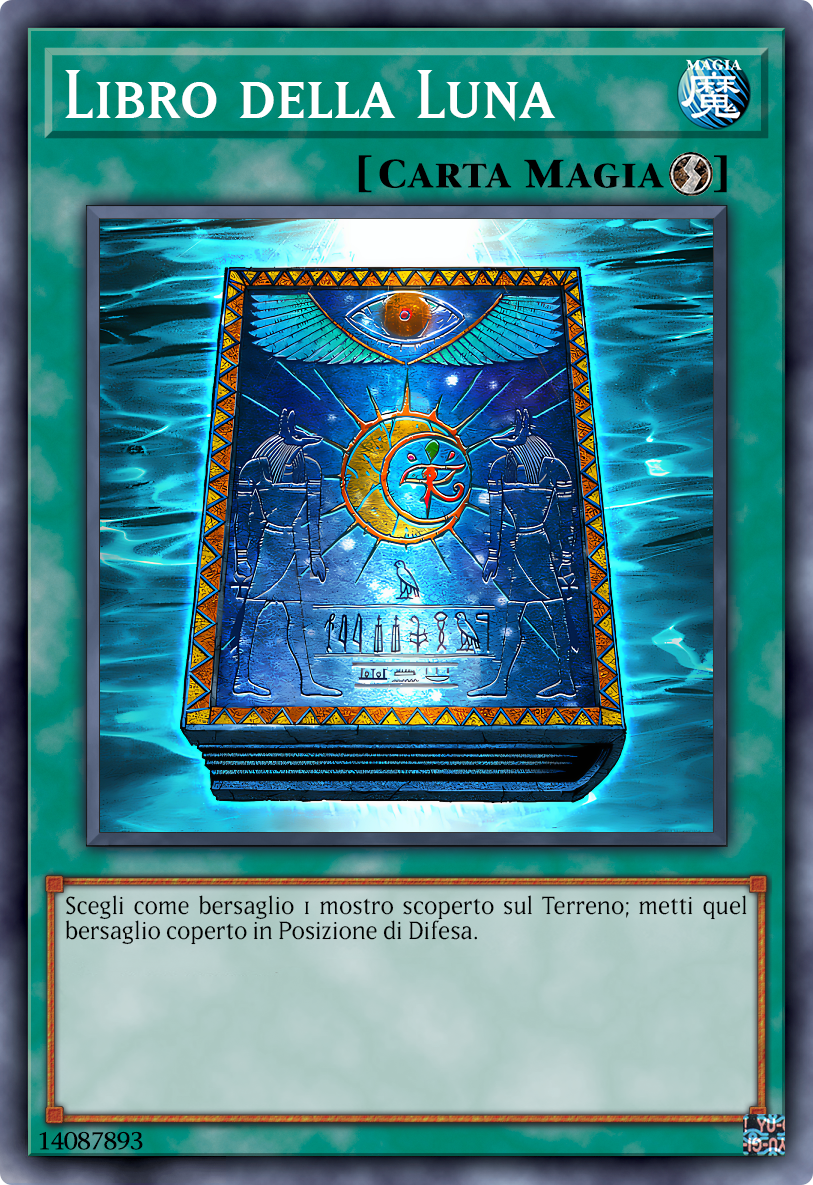 Libro della Luna
MAGIA
魔
[Carta Magia]
Scegli come bersaglio 1 mostro scoperto sul Terreno; metti quel
bersaglio coperto in Posizione di Difesa.
14087893